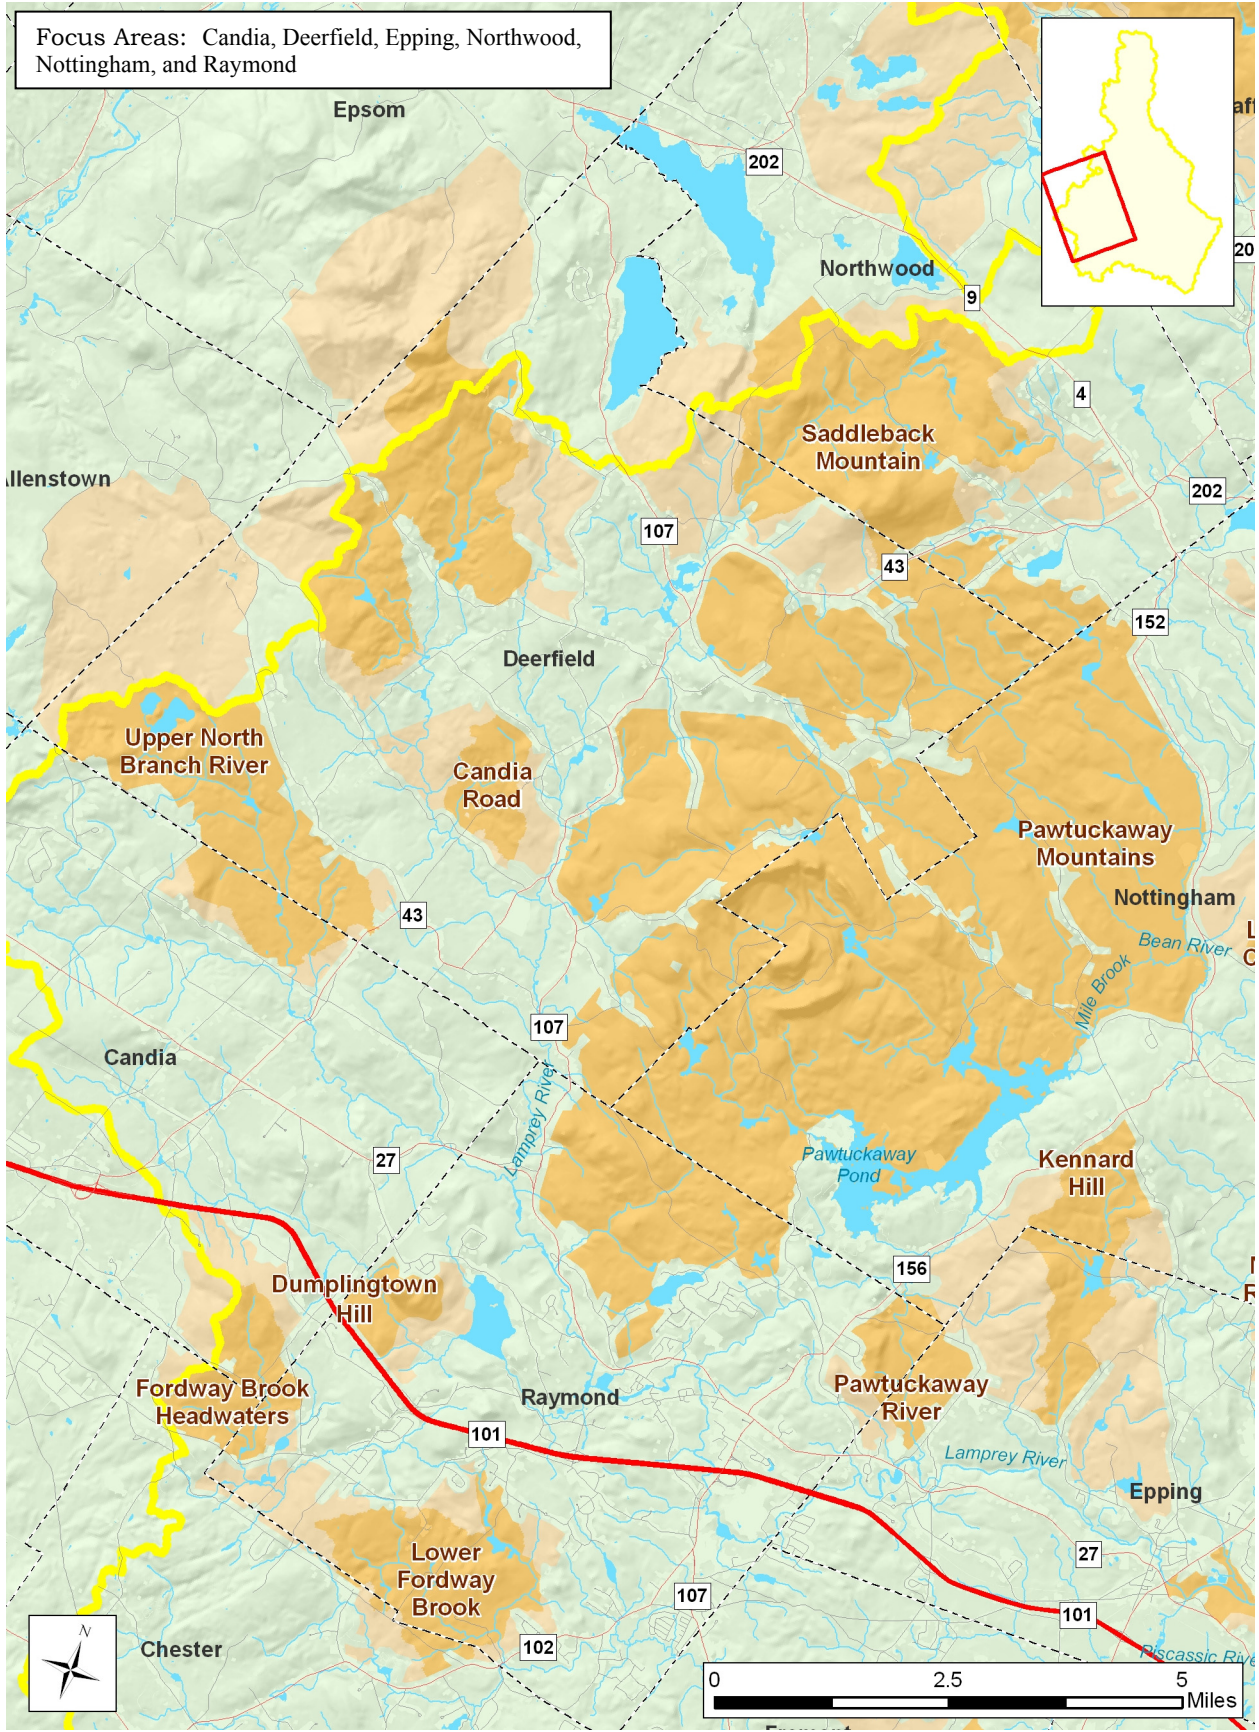 Focus Areas: Candia, Deerfield, Epping, Northwood,
Nottingham, and Raymond
Epsom
202
Northwood
9
20
4
Saddleback
Mountain
llenstown
202
107
43
152
Deerfield
Upper North
Branch River
Candia
Road
Pawtuckaway
Mountains
Nottingham
43
Bean River
Mile Brook
107
Candia
Lamprey River
27
Pawtuckaway
Pond
Kennard
Hill
156
Dumplingtown
Hill
Fordway Brook
Headwaters
Raymond
Pawtuckaway
River
101
Lamprey River
Epping
Lower
Fordway
Brook
27
107
101
102
Chester
N
0 2.5 5
Miles